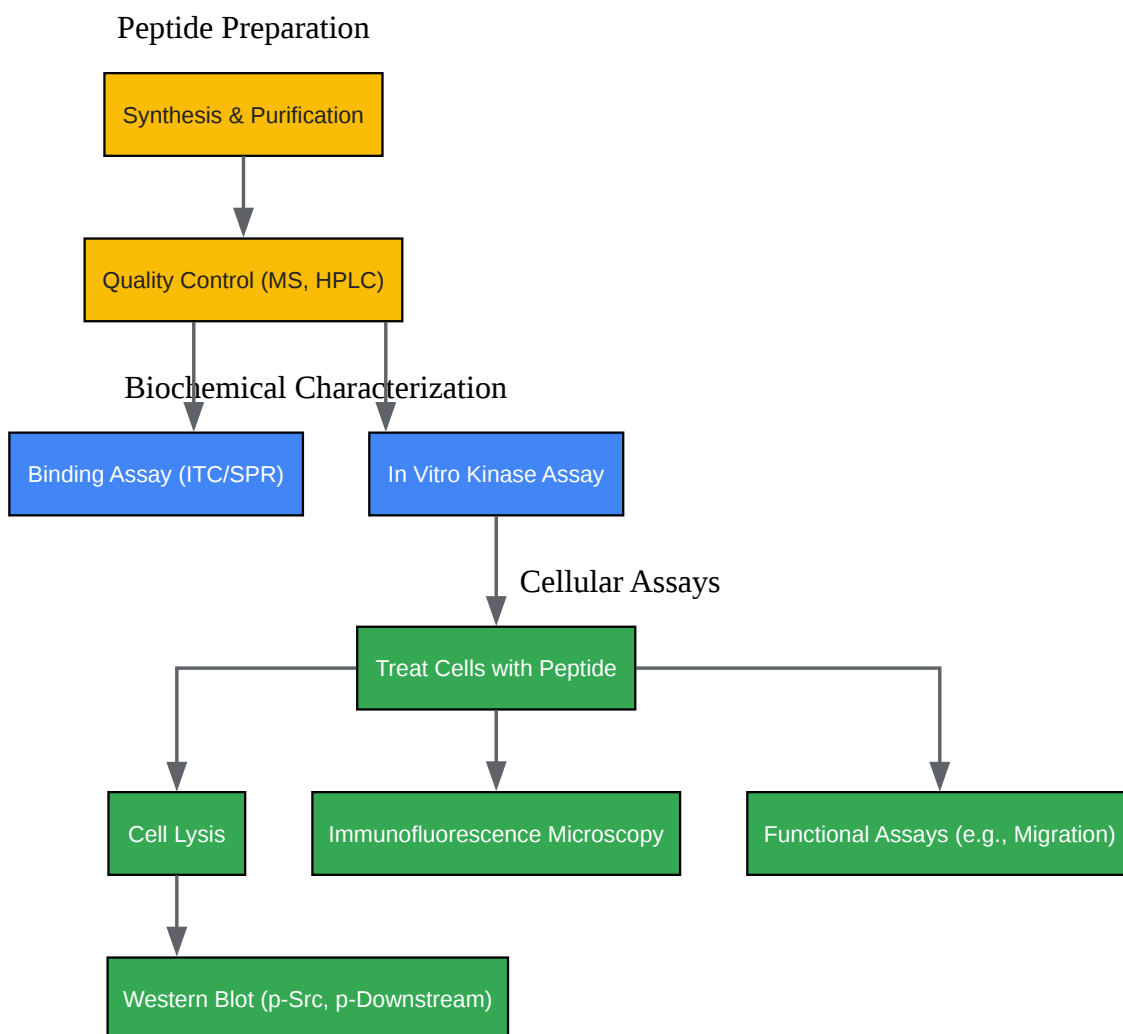 Peptide Preparation
Synthesis & Purification
Quality Control (MS, HPLC)
Biochemical Characterization
Binding Assay (ITC/SPR)
In Vitro Kinase Assay
Cellular Assays
Treat Cells with Peptide
Cell Lysis
Immunofluorescence Microscopy
Functional Assays (e.g., Migration)
Western Blot (p-Src, p-Downstream)